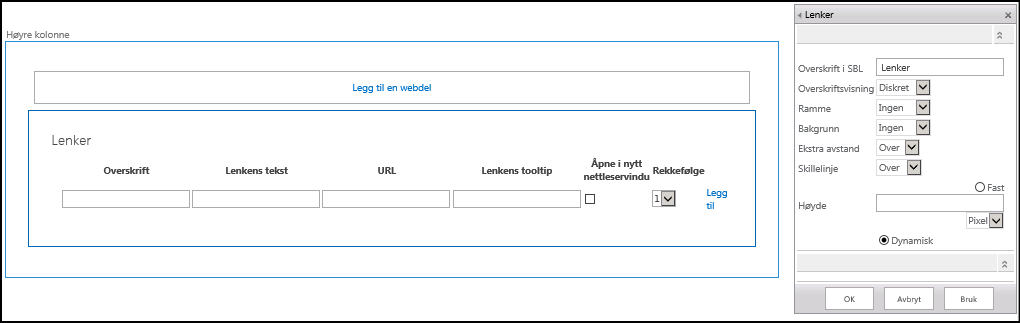 Høyre kolonne
Legg til en webdel
Lenker
Overskrift Lenkens tekst URL Lenkens tooltip Åpne i nytt nettleservindu Rekkefølge
1 Legg til
Lenker
Overskrift i SBL Lenker
Overskriftsvisning Diskret
Ramme Ingen
Bakgrunn Ingen
Ekstra avstand Over
Skillelinje Over
Fast
Høyde
Pixel
Dynamisk
OK Avbryt Bruk